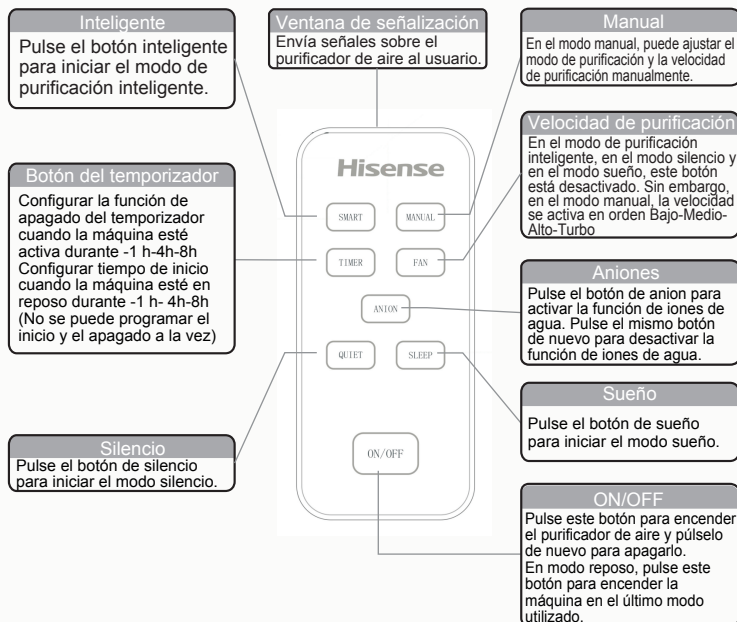 Inteligente
Pulse el botón inteligente
para iniciar el modo de
purificación inteligente.
Ventana de señalización
Envía señales sobre el
purificador de aire al usuario.
Manual
En el modo manual, puede ajustar el
modo de purificación y la velocidad
de purificación manualmente.
Velocidad de purificación
En el modo de purificación
inteligente, en el modo silencio y
en el modo sueño, este botón
está desactivado. Sin embargo,
en el modo manual, la velocidad
se activa en orden Bajo-Medio-
Alto-Turbo
Botón del temporizador
Configurar la función de
apagado del temporizador
cuando la máquina esté
activa durante -1 h-4h-8h
Configurar tiempo de inicio
cuando la máquina esté en
reposo durante -1 h- 4h-8h
(No se puede programar el
inicio y el apagado a la vez)
Hisense
SMART
MANUAL
TIMER
FAN
ANION
QUIET
SLEEP
ON/OFF
Aniones
Pulse el botón de anion para
activar la función de iones de
agua. Pulse el mismo botón
de nuevo para desactivar la
función de iones de agua.
Sueño
Pulse el botón de sueño
para iniciar el modo sueño.
Silencio
Pulse el botón de silencio
para iniciar el modo silencio.
ON/OFF
Pulse este botón para encender
el purificador de aire y púlselo
de nuevo para apagarlo.
En modo reposo, pulse este
botón para encender la
máquina en el último modo
utilizado.